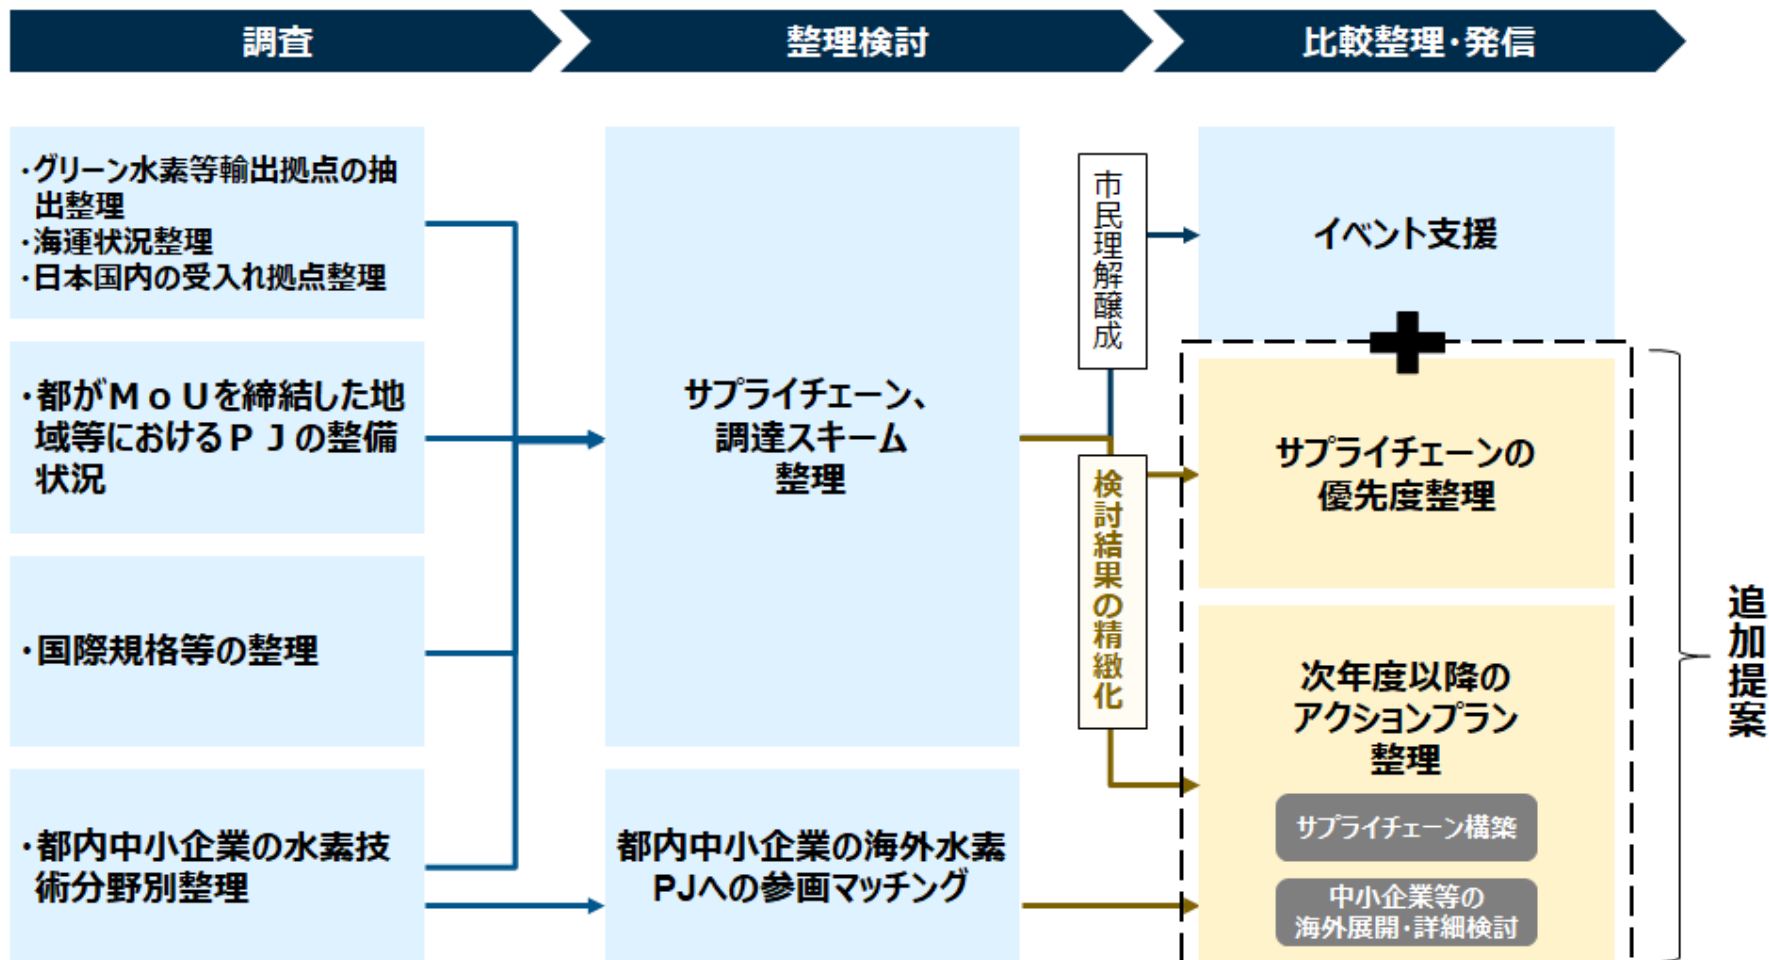 調査
整理検討
比較整理・発信
・グリーン水素等輸出拠点の抽
出整理
・海運状況整理
・日本国内の受入れ拠点整理
・都がＭｏＵを締結した地
域等におけるＰＪの整備
状況
・国際規格等の整理
・都内中小企業の水素技
術分野別整理
サプライチェーン、
調達スキーム
整理
都内中小企業の海外水素
PJへの参画マッチング
市民理解醸成
検討結果の精緻化
イベント支援
サプライチェーンの
優先度整理
次年度以降の
アクションプラン
整理
サプライチェーン構築
中小企業等の
海外展開・詳細検討
追加提案